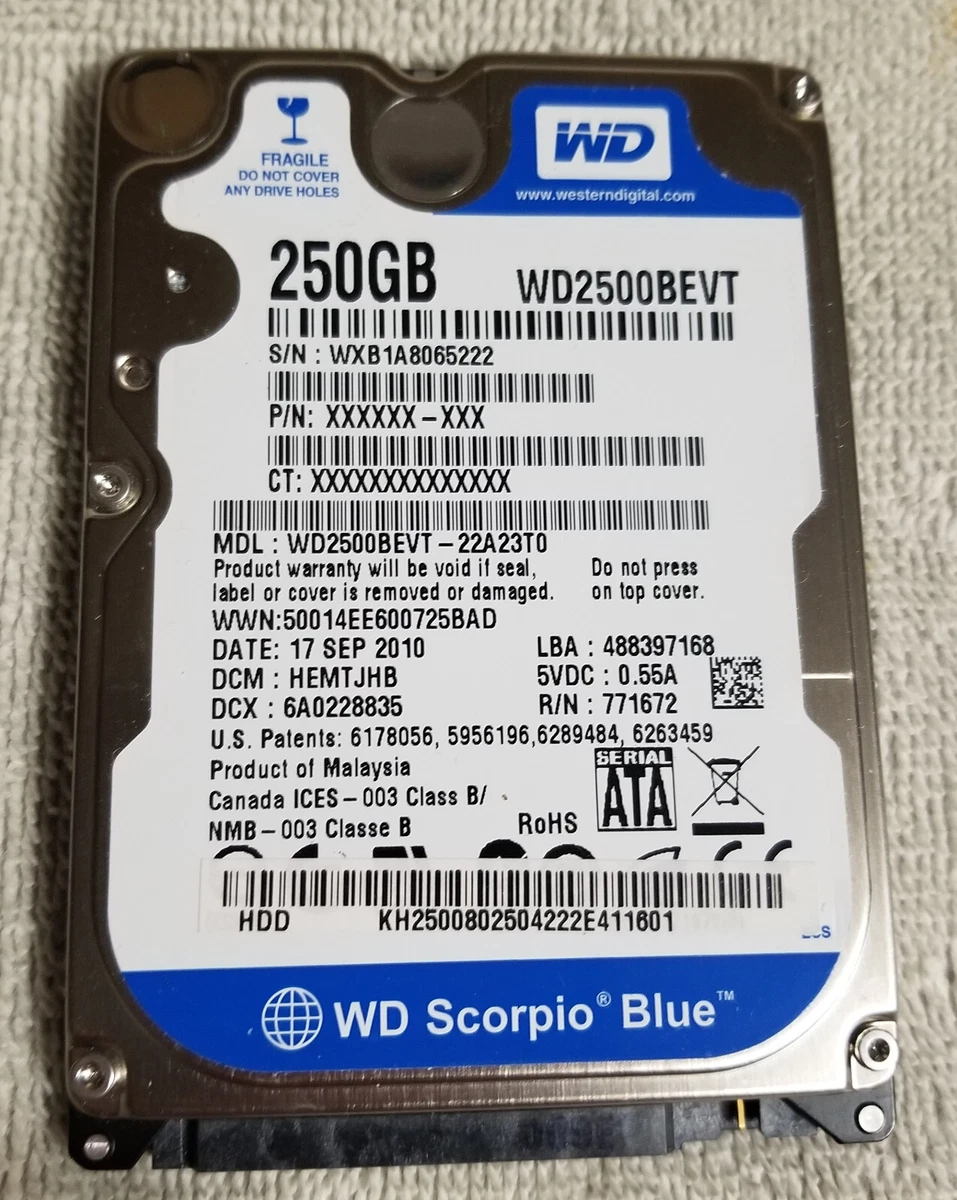 FRAGILE
DO NOT COVER
ANY DRIVE HOLES
WD
www.westerndigital.com
250GB WD2500BEVT
S/N : WXB1A8065222
P/N: XXXXXX-XXX
CT: XXXXXXXXXXXXXX
MDL : WD2500BEVT-22A23T0
Product warranty will be void if seal, Do not press
label or cover is removed or damaged. on top cover.
WWN:50014EE600725BAD
DATE: 17 SEP 2010 LBA : 488397168
DCM : HEMTJHB 5VDC : 0.55A
DCX : 6A0228835 R/N : 771672
U.S. Patents: 6178056, 5956196,6289484, 6263459
Product of Malaysia
SERIAL
ATA
Canada ICES-003 Class B/
NMB-003 Classe B RoHS
HDD KH2500802504222E411601
WD Scorpio® Blue™